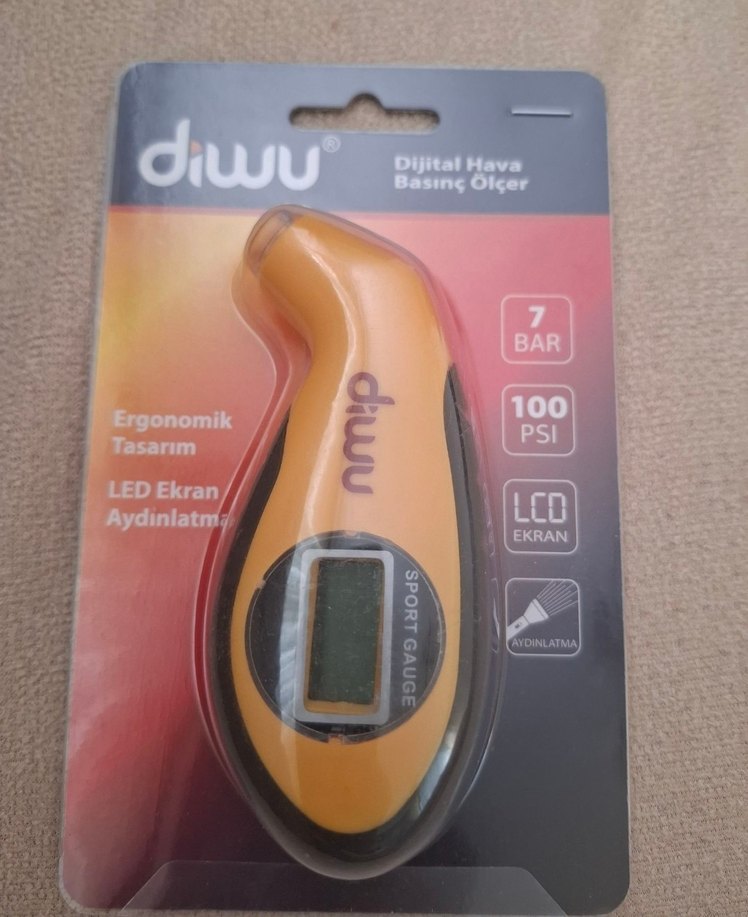 diwu®
Dijital Hava
Basınç Ölçer
7
BAR
100
PSI
LCD
EKRAN
AYDINLATMA
Ergonomik
Tasarım
LED Ekran
Aydınlatma
diwu
SPORT GAUGE